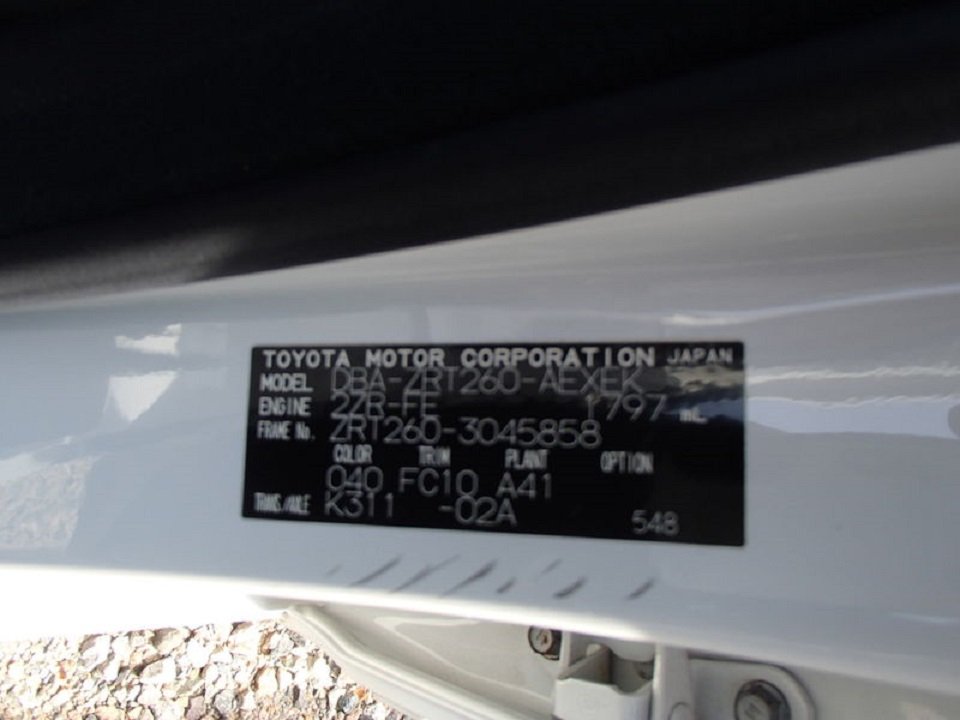 TOYOTA MOTOR CORPORATION JAPAN
MODEL DBA-ZRT260-AEXEK
ENGINE 2ZR-FE 1797 mL
FRAME No. ZRT260-3045858
COLOR TRIM PLANT OPTION
040 FC10 A41
TRANS./AXLE K311 -02A
548